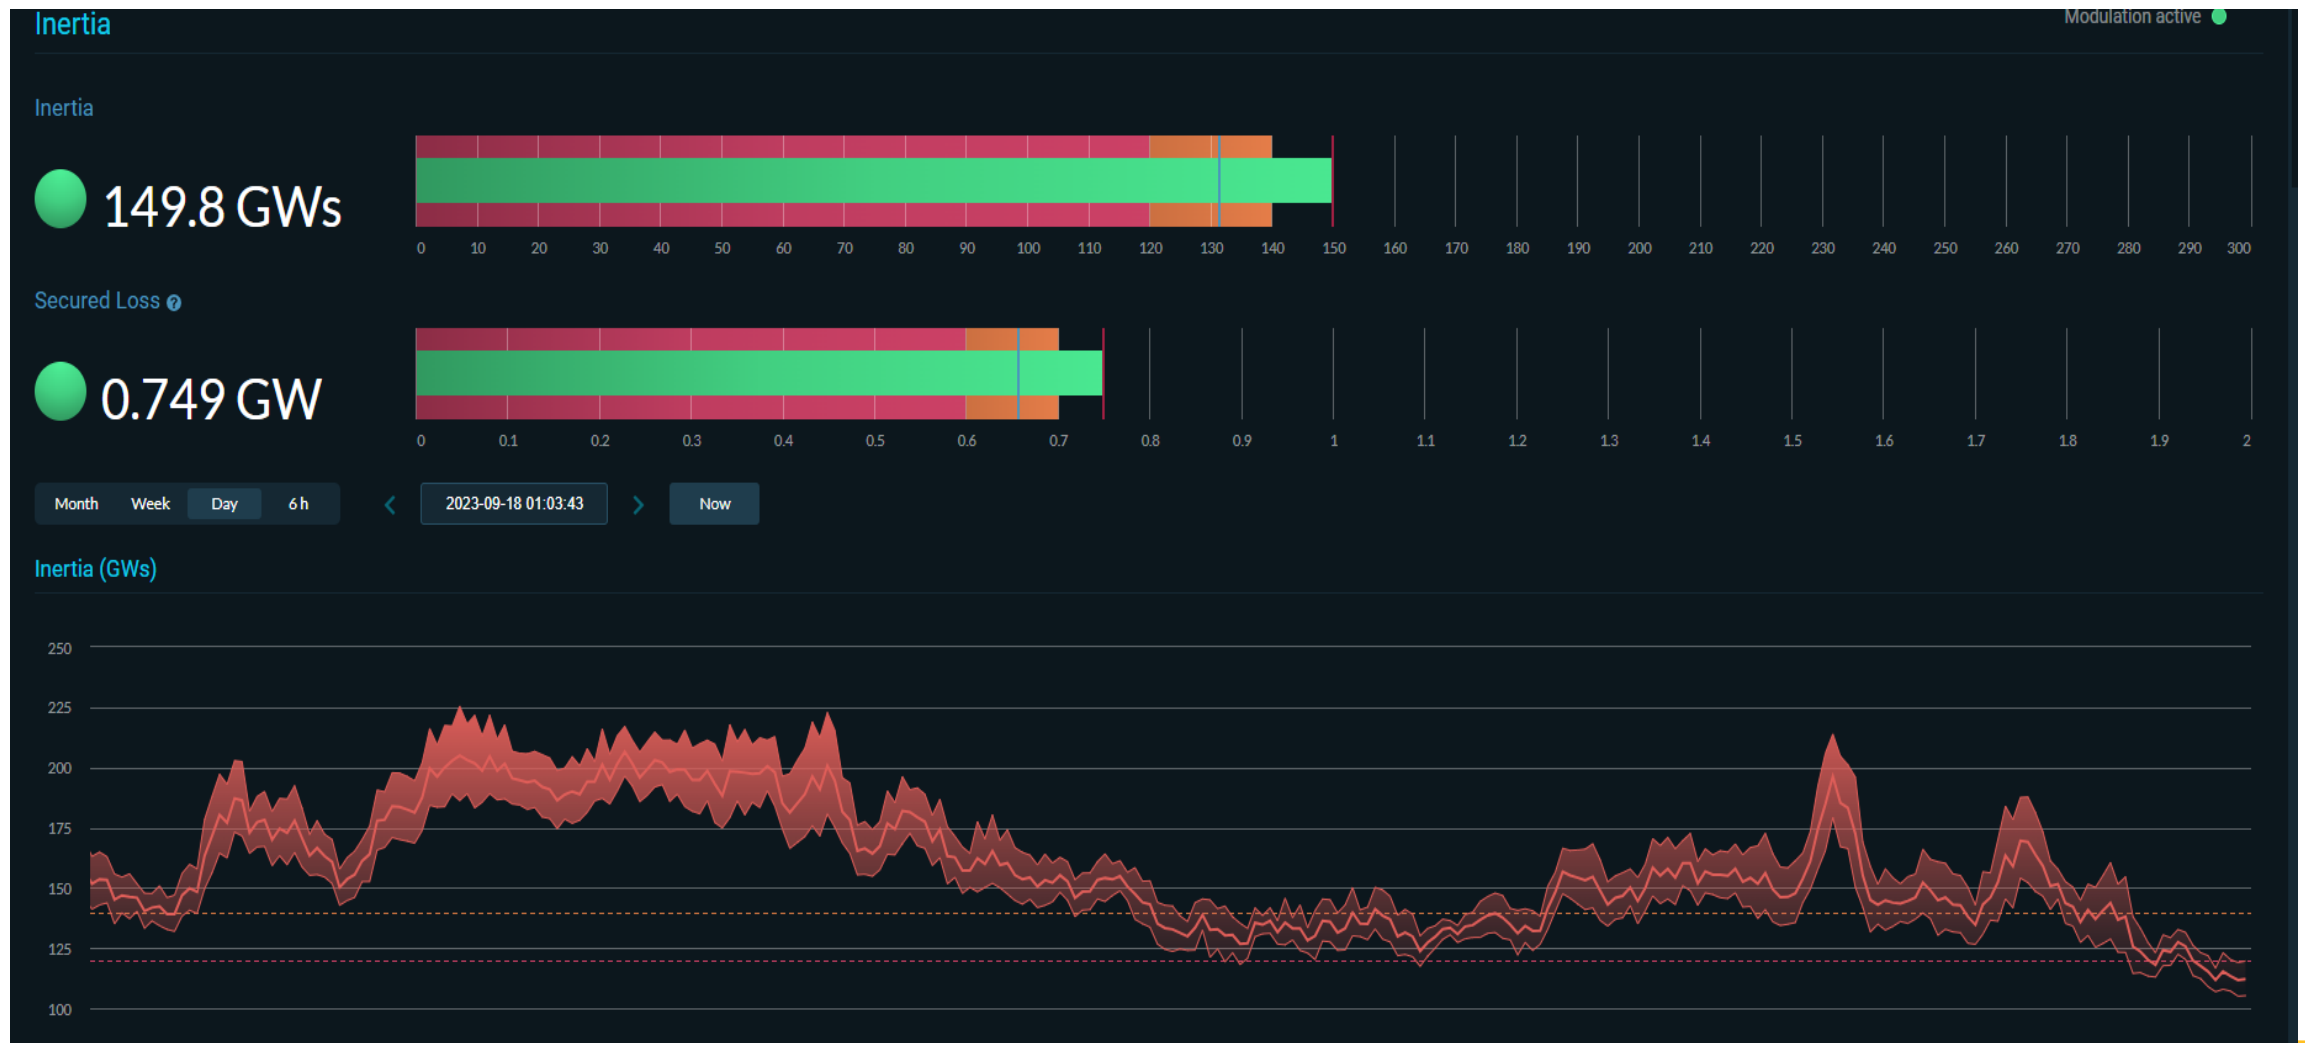 Inertia
Modulation active
Inertia
149.8 GWs
0 10 20 30 40 50 60 70 80 90 100 110 120 130 140 150 160 170 180 190 200 210 220 230 240 250 260 270 280 290 300
Secured Loss ?
0.749 GW
0 0.1 0.2 0.3 0.4 0.5 0.6 0.7 0.8 0.9 1 1.1 1.2 1.3 1.4 1.5 1.6 1.7 1.8 1.9 2
Month Week Day 6 h 2023-09-18 01:03:43 Now
Inertia (GWs)
250
225
200
175
150
125
100